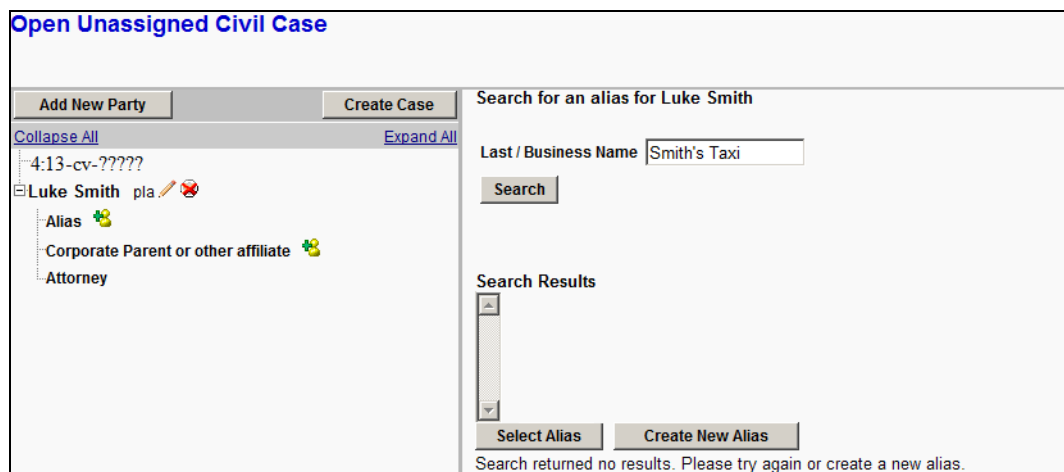 Open Unassigned Civil Case
Add New Party
Create Case
Collapse All
Expand All
4:13-cv-?????
Luke Smith pla
Alias
Corporate Parent or other affiliate
Attorney
Search for an alias for Luke Smith
Last / Business Name Smith's Taxi
Search
Search Results
Select Alias
Create New Alias
Search returned no results. Please try again or create a new alias.